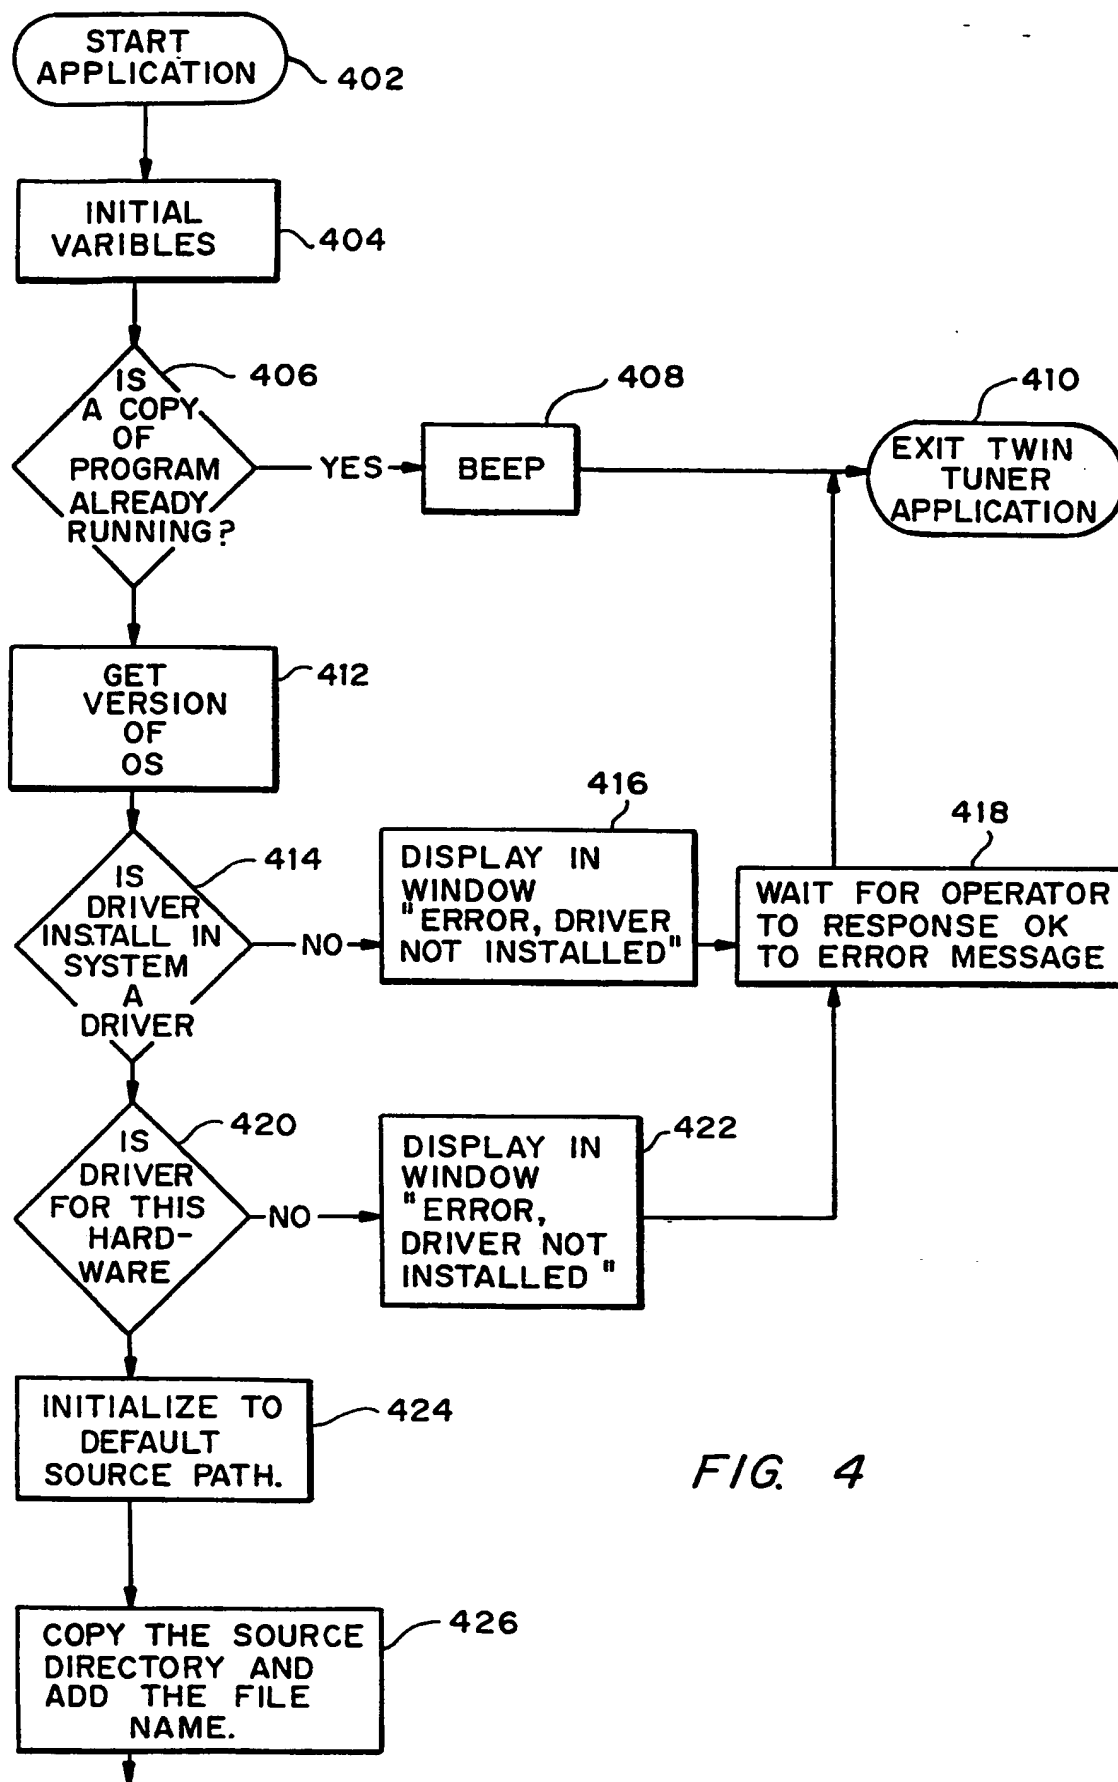 START
APPLICATION
402
INITIAL
VARIBLES
404
IS
A COPY
OF
PROGRAM
ALREADY
RUNNING?
406
YES
BEEP
408
EXIT TWIN
TUNER
APPLICATION
410
GET
VERSION
OF
OS
412
IS
DRIVER
INSTALL IN
SYSTEM
A
DRIVER
414
NO
DISPLAY IN
WINDOW
"ERROR, DRIVER
NOT INSTALLED"
416
WAIT FOR OPERATOR
TO RESPONSE OK
TO ERROR MESSAGE
418
IS
DRIVER
FOR THIS
HARD-
WARE
420
NO
DISPLAY IN
WINDOW
"ERROR,
DRIVER NOT
INSTALLED"
422
INITIALIZE TO
DEFAULT
SOURCE PATH.
424
COPY THE SOURCE
DIRECTORY AND
ADD THE FILE
NAME.
426
FIG. 4